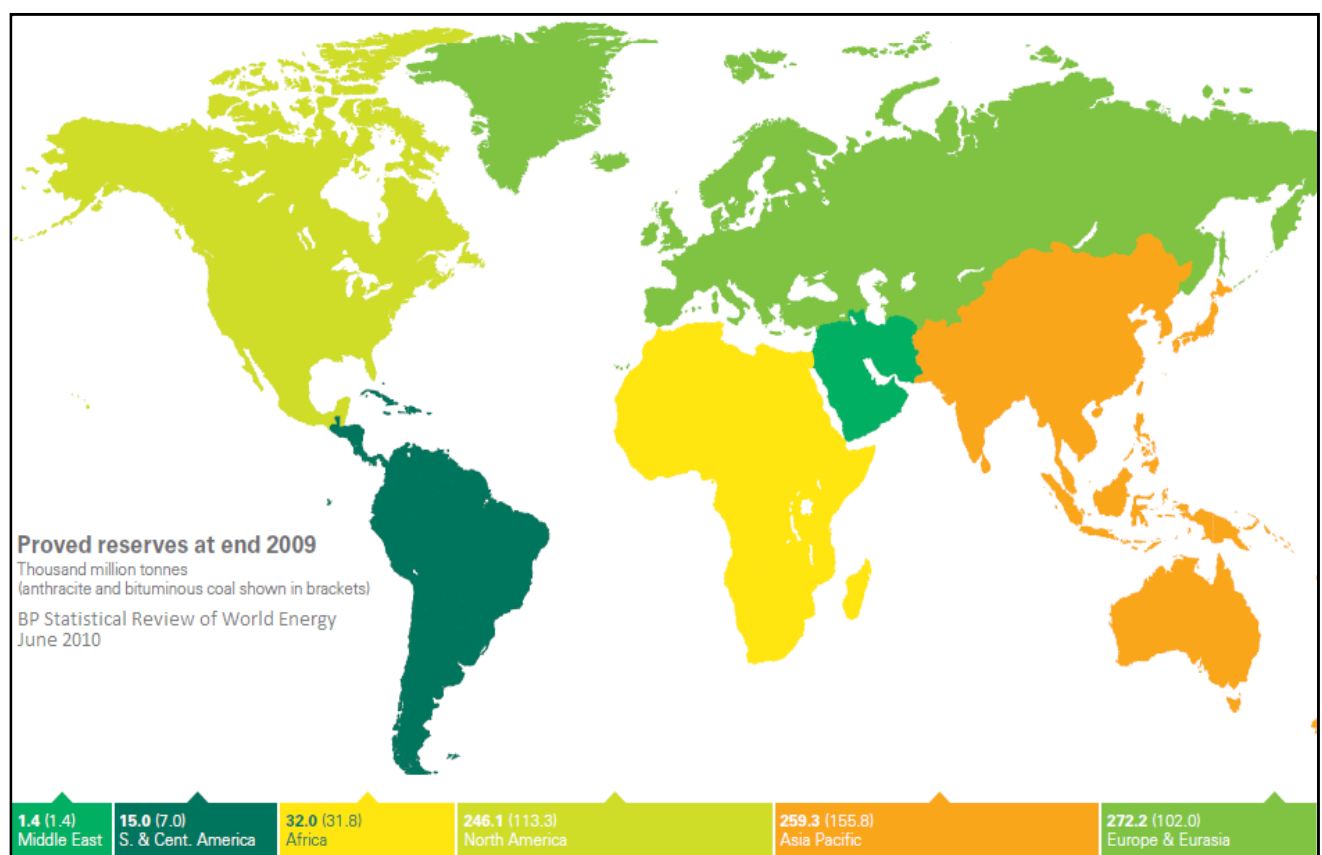 Proved reserves at end 2009
Thousand million tonnes
(anthracite and bituminous coal shown in brackets)
BP Statistical Review of World Energy
June 2010
1.4 (1.4)
Middle East
15.0 (7.0)
S. & Cent. America
32.0 (31.8)
Africa
246.1 (113.3)
North America
259.3 (155.8)
Asia Pacific
272.2 (102.0)
Europe & Eurasia